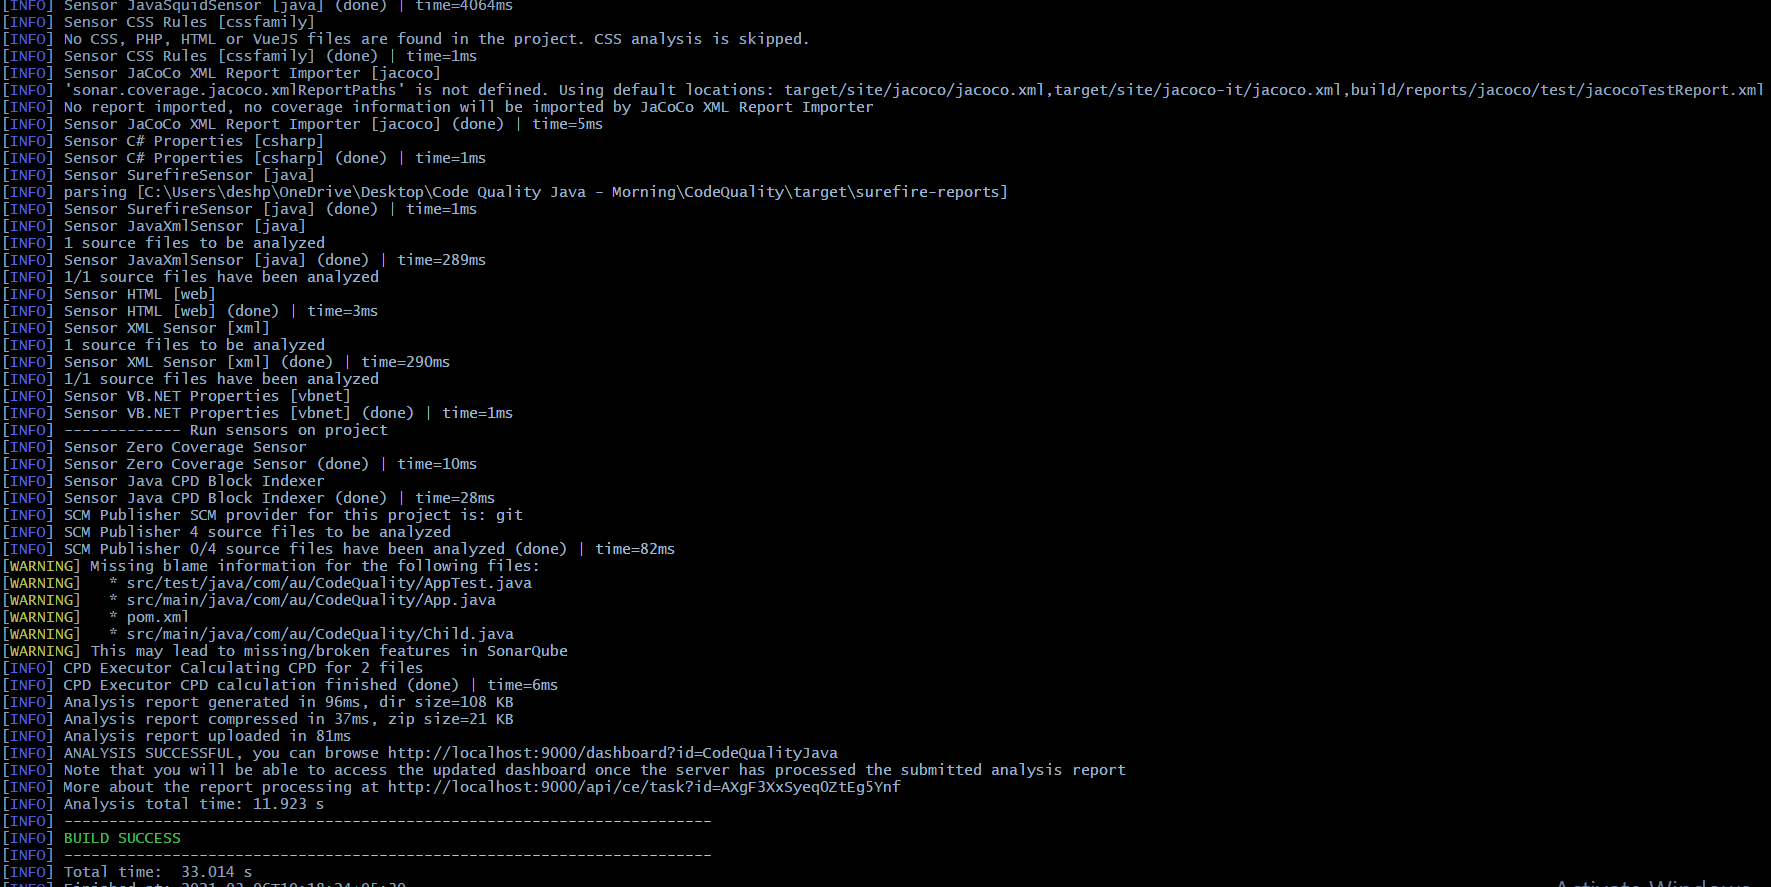 [INFO] Sensor JavaSquidSensor [java] (done) | time=4064ms
[INFO] Sensor CSS Rules [cssfamily]
[INFO] No CSS, PHP, HTML or VueJS files are found in the project. CSS analysis is skipped.
[INFO] Sensor CSS Rules [cssfamily] (done) | time=1ms
[INFO] Sensor JaCoCo XML Report Importer [jacoco]
[INFO] 'sonar.coverage.jacoco.xmlReportPaths' is not defined. Using default locations: target/site/jacoco/jacoco.xml,target/site/jacoco-it/jacoco.xml,build/reports/jacoco/test/jacocoTestReport.xml
[INFO] No report imported, no coverage information will be imported by JaCoCo XML Report Importer
[INFO] Sensor JaCoCo XML Report Importer [jacoco] (done) | time=5ms
[INFO] Sensor C# Properties [csharp]
[INFO] Sensor C# Properties [csharp] (done) | time=1ms
[INFO] Sensor SurefireSensor [java]
[INFO] parsing [C:\Users\deshp\OneDrive\Desktop\Code Quality Java - Morning\CodeQuality\target\surefire-reports]
[INFO] Sensor SurefireSensor [java] (done) | time=1ms
[INFO] Sensor JavaXmlSensor [java]
[INFO] 1 source files to be analyzed
[INFO] Sensor JavaXmlSensor [java] (done) | time=289ms
[INFO] 1/1 source files have been analyzed
[INFO] Sensor HTML [web]
[INFO] Sensor HTML [web] (done) | time=3ms
[INFO] Sensor XML Sensor [xml]
[INFO] 1 source files to be analyzed
[INFO] Sensor XML Sensor [xml] (done) | time=290ms
[INFO] 1/1 source files have been analyzed
[INFO] Sensor VB.NET Properties [vbnet]
[INFO] Sensor VB.NET Properties [vbnet] (done) | time=1ms
[INFO] ------------- Run sensors on project
[INFO] Sensor Zero Coverage Sensor
[INFO] Sensor Zero Coverage Sensor (done) | time=10ms
[INFO] Sensor Java CPD Block Indexer
[INFO] Sensor Java CPD Block Indexer (done) | time=28ms
[INFO] SCM Publisher SCM provider for this project is: git
[INFO] SCM Publisher 4 source files to be analyzed
[INFO] SCM Publisher 0/4 source files have been analyzed (done) | time=82ms
[WARNING] Missing blame information for the following files:
[WARNING]   * src/test/java/com/au/CodeQuality/AppTest.java
[WARNING]   * src/main/java/com/au/CodeQuality/App.java
[WARNING]   * pom.xml
[WARNING]   * src/main/java/com/au/CodeQuality/Child.java
[WARNING] This may lead to missing/broken features in SonarQube
[INFO] CPD Executor Calculating CPD for 2 files
[INFO] CPD Executor CPD calculation finished (done) | time=6ms
[INFO] Analysis report generated in 96ms, dir size=108 KB
[INFO] Analysis report compressed in 37ms, zip size=21 KB
[INFO] Analysis report uploaded in 81ms
[INFO] ANALYSIS SUCCESSFUL, you can browse http://localhost:9000/dashboard?id=CodeQualityJava
[INFO] Note that you will be able to access the updated dashboard once the server has processed the submitted analysis report
[INFO] More about the report processing at http://localhost:9000/api/ce/task?id=AXgF3XxSyeqOZtEg5Ynf
[INFO] Analysis total time: 11.923 s
[INFO] ------------------------------------------------------------------------
[INFO] BUILD SUCCESS
[INFO] ------------------------------------------------------------------------
[INFO] Total time:  33.014 s
[INFO] Finished at: 2021-03-06T10:18:24+05:30
Activate Windows